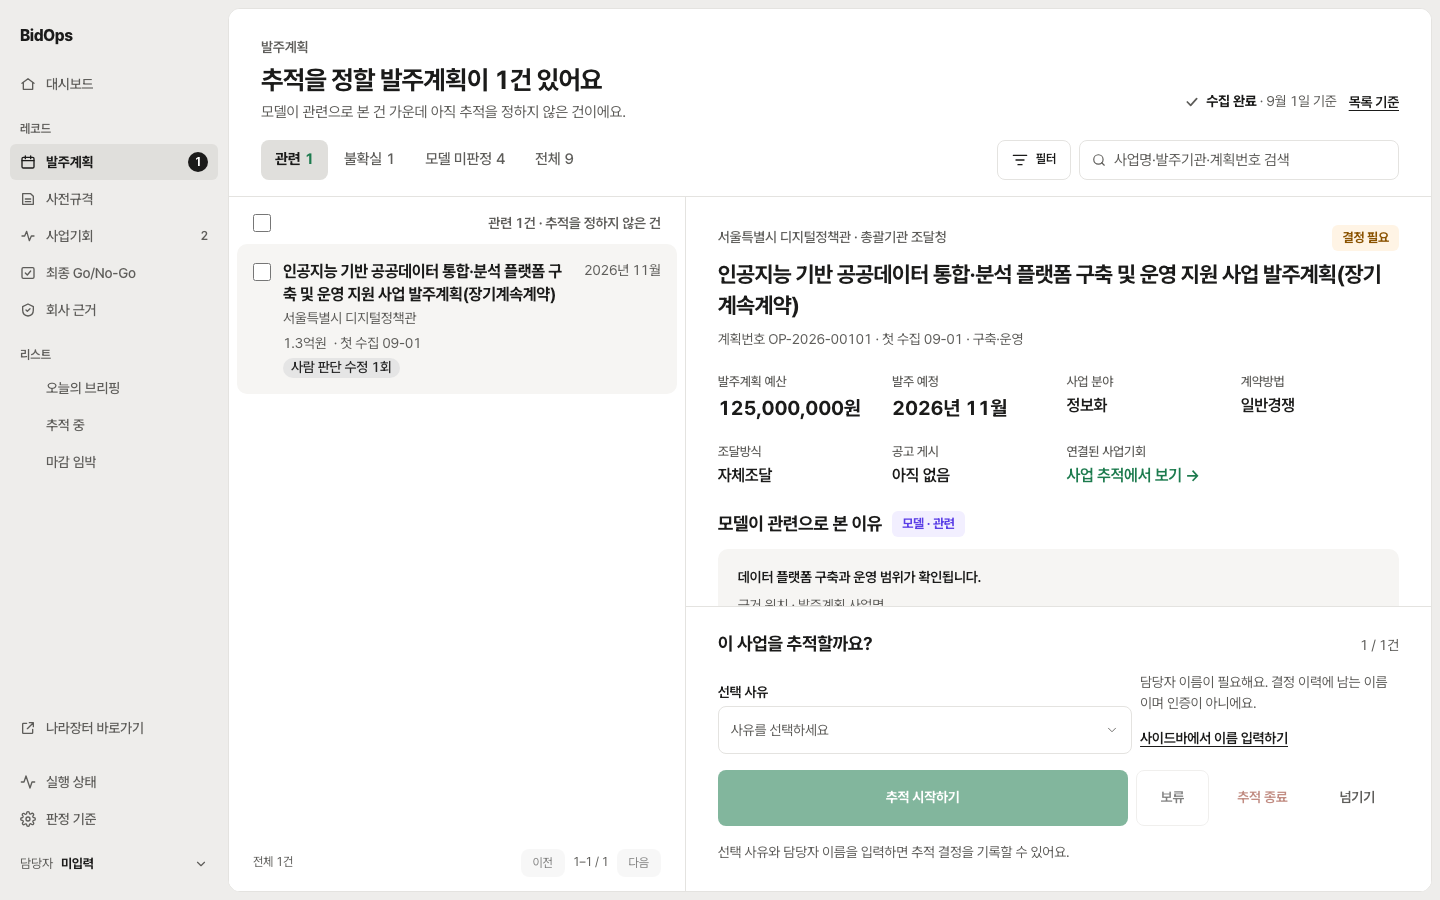 BidOps
대시보드
레코드
발주계획 1
사전규격
사업기회 2
최종 Go/No-Go
회사 근거
리스트
오늘의 브리핑
추적 중
마감 임박
나라장터 바로가기
실행 상태
판정 기준
담당자 미입력
발주계획
추적을 정할 발주계획이 1건 있어요
모델이 관련으로 본 건 가운데 아직 추적을 정하지 않은 건이에요.
수집 완료 · 9월 1일 기준 목록 기준
관련 1 불확실 1 모델 미판정 4 전체 9
필터 사업명·발주기관·계획번호 검색
관련 1건 · 추적을 정하지 않은 건
인공지능 기반 공공데이터 통합·분석 플랫폼 구 2026년 11월
축 및 운영 지원 사업 발주계획(장기계속계약)
서울특별시 디지털정책관
1.3억원 · 첫 수집 09-01
사람 판단 수정 1회
전체 1건 이전 1–1 / 1 다음
서울특별시 디지털정책관 · 총괄기관 조달청 결정 필요
인공지능 기반 공공데이터 통합·분석 플랫폼 구축 및 운영 지원 사업 발주계획(장기
계속계약)
계획번호 OP-2026-00101 · 첫 수집 09-01 · 구축·운영
발주계획 예산 발주 예정 사업 분야 계약방법
125,000,000원 2026년 11월 정보화 일반경쟁
조달방식 공고 게시 연결된 사업기회
자체조달 아직 없음 사업 추적에서 보기 →
모델이 관련으로 본 이유 모델 · 관련
데이터 플랫폼 구축과 운영 범위가 확인됩니다.
근거 위치 · 발주계획 사업명
이 사업을 추적할까요? 1 / 1건
선택 사유
사유를 선택하세요
담당자 이름이 필요해요. 결정 이력에 남는 이름
이며 인증이 아니에요.
사이드바에서 이름 입력하기
추적 시작하기 보류 추적 종료 넘기기
선택 사유와 담당자 이름을 입력하면 추적 결정을 기록할 수 있어요.